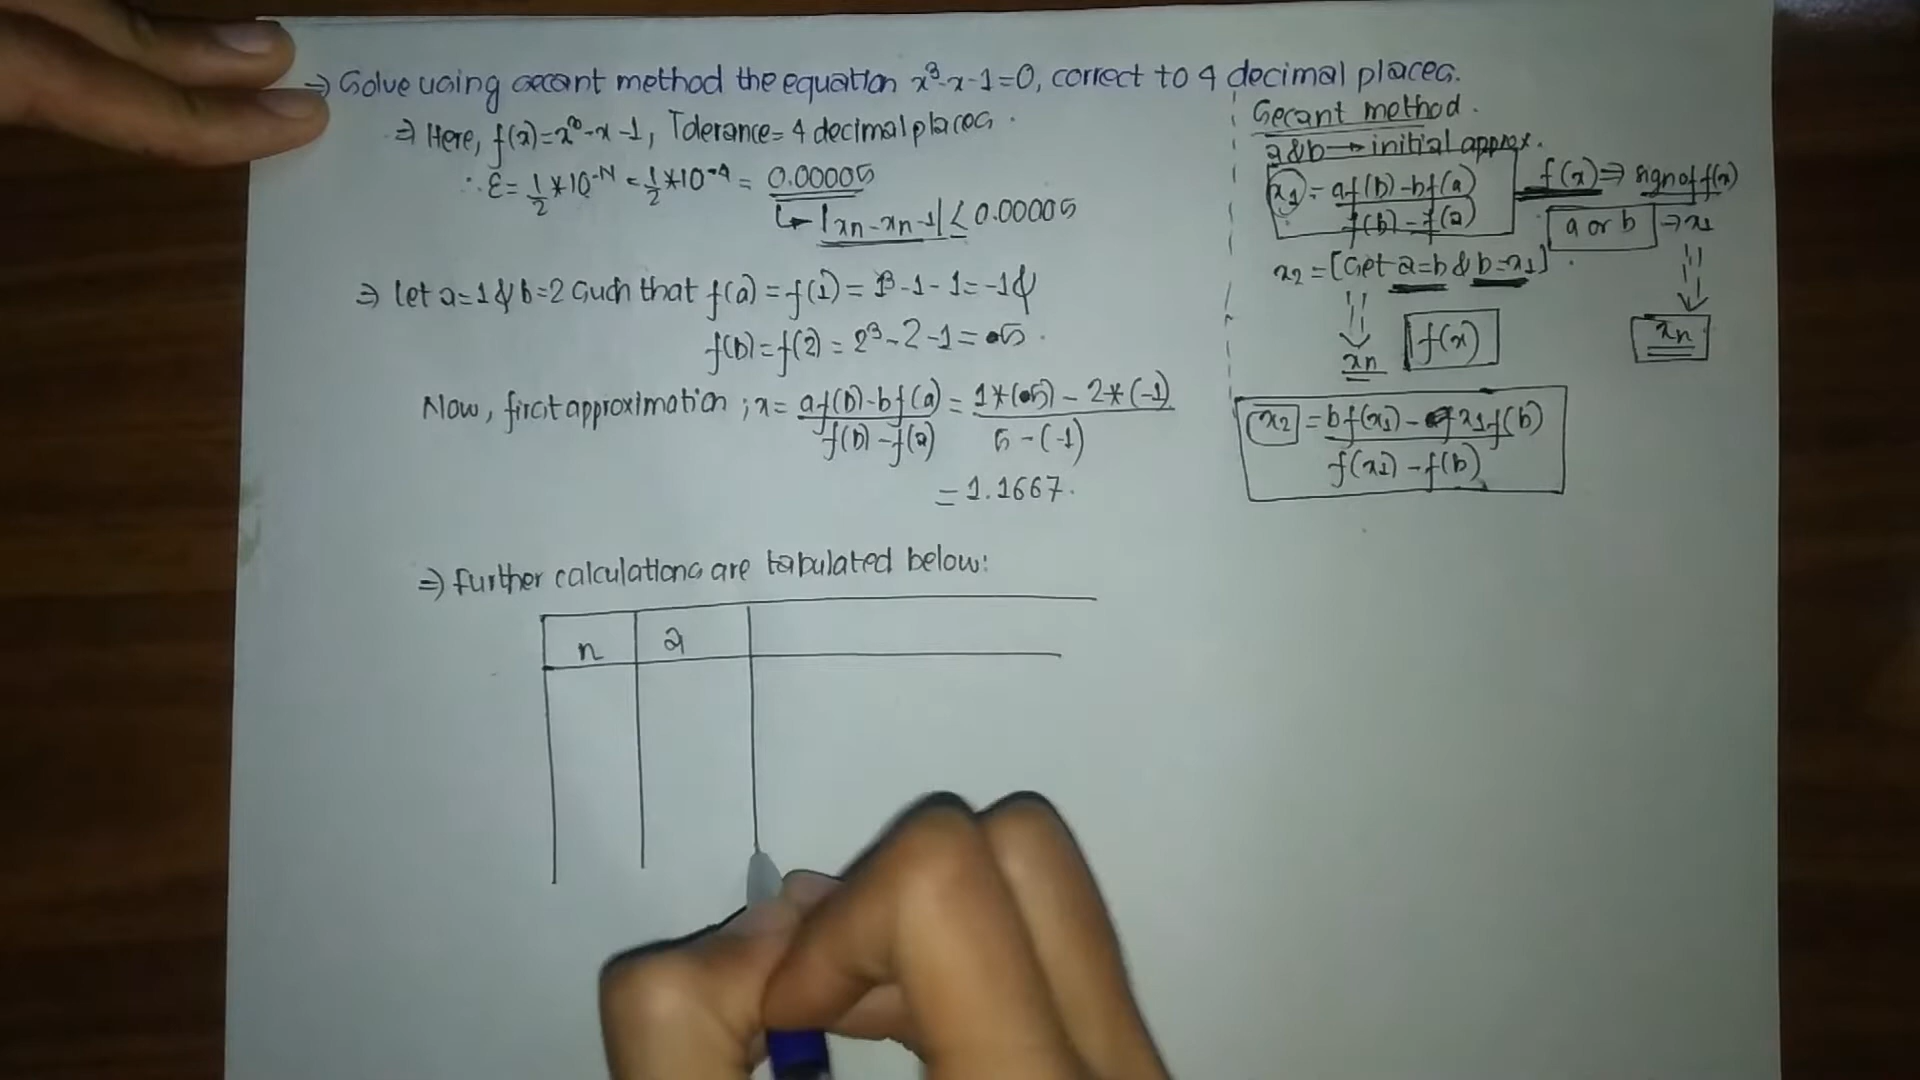 ⇒ Solve using secant method the equation x³-x-1=0, correct to 4 decimal places.
⇒ Here, f(x)=x³-x-1, Tolerance= 4 decimal places.
∴ ε= 1/2 *10^-N = 1/2 *10^-4 = 0.00005
↳ |xn-xn-1| < 0.00005
⇒ let a=1 & b=2 such that f(a) = f(1) = 1³-1-1=-1 &
f(b)=f(2) = 2³-2-1 = 5.
Now, first approximation ; x= af(b)-bf(a) / f(b)-f(a) = 1*(5) - 2*(-1) / 5-(-1)
= 1.1667.
⇒ further calculations are tabulated below:
n a
Secant method.
a & b → initial approx.
x1 = af(b)-bf(a) / f(b)-f(a)
f(x) ⇒ sign of f(x)
a or b → x1
x2 = [Set a=b & b=x1].
xn
f(x)
xn
x2 = bf(x1) - x1f(b) / f(x1) - f(b)